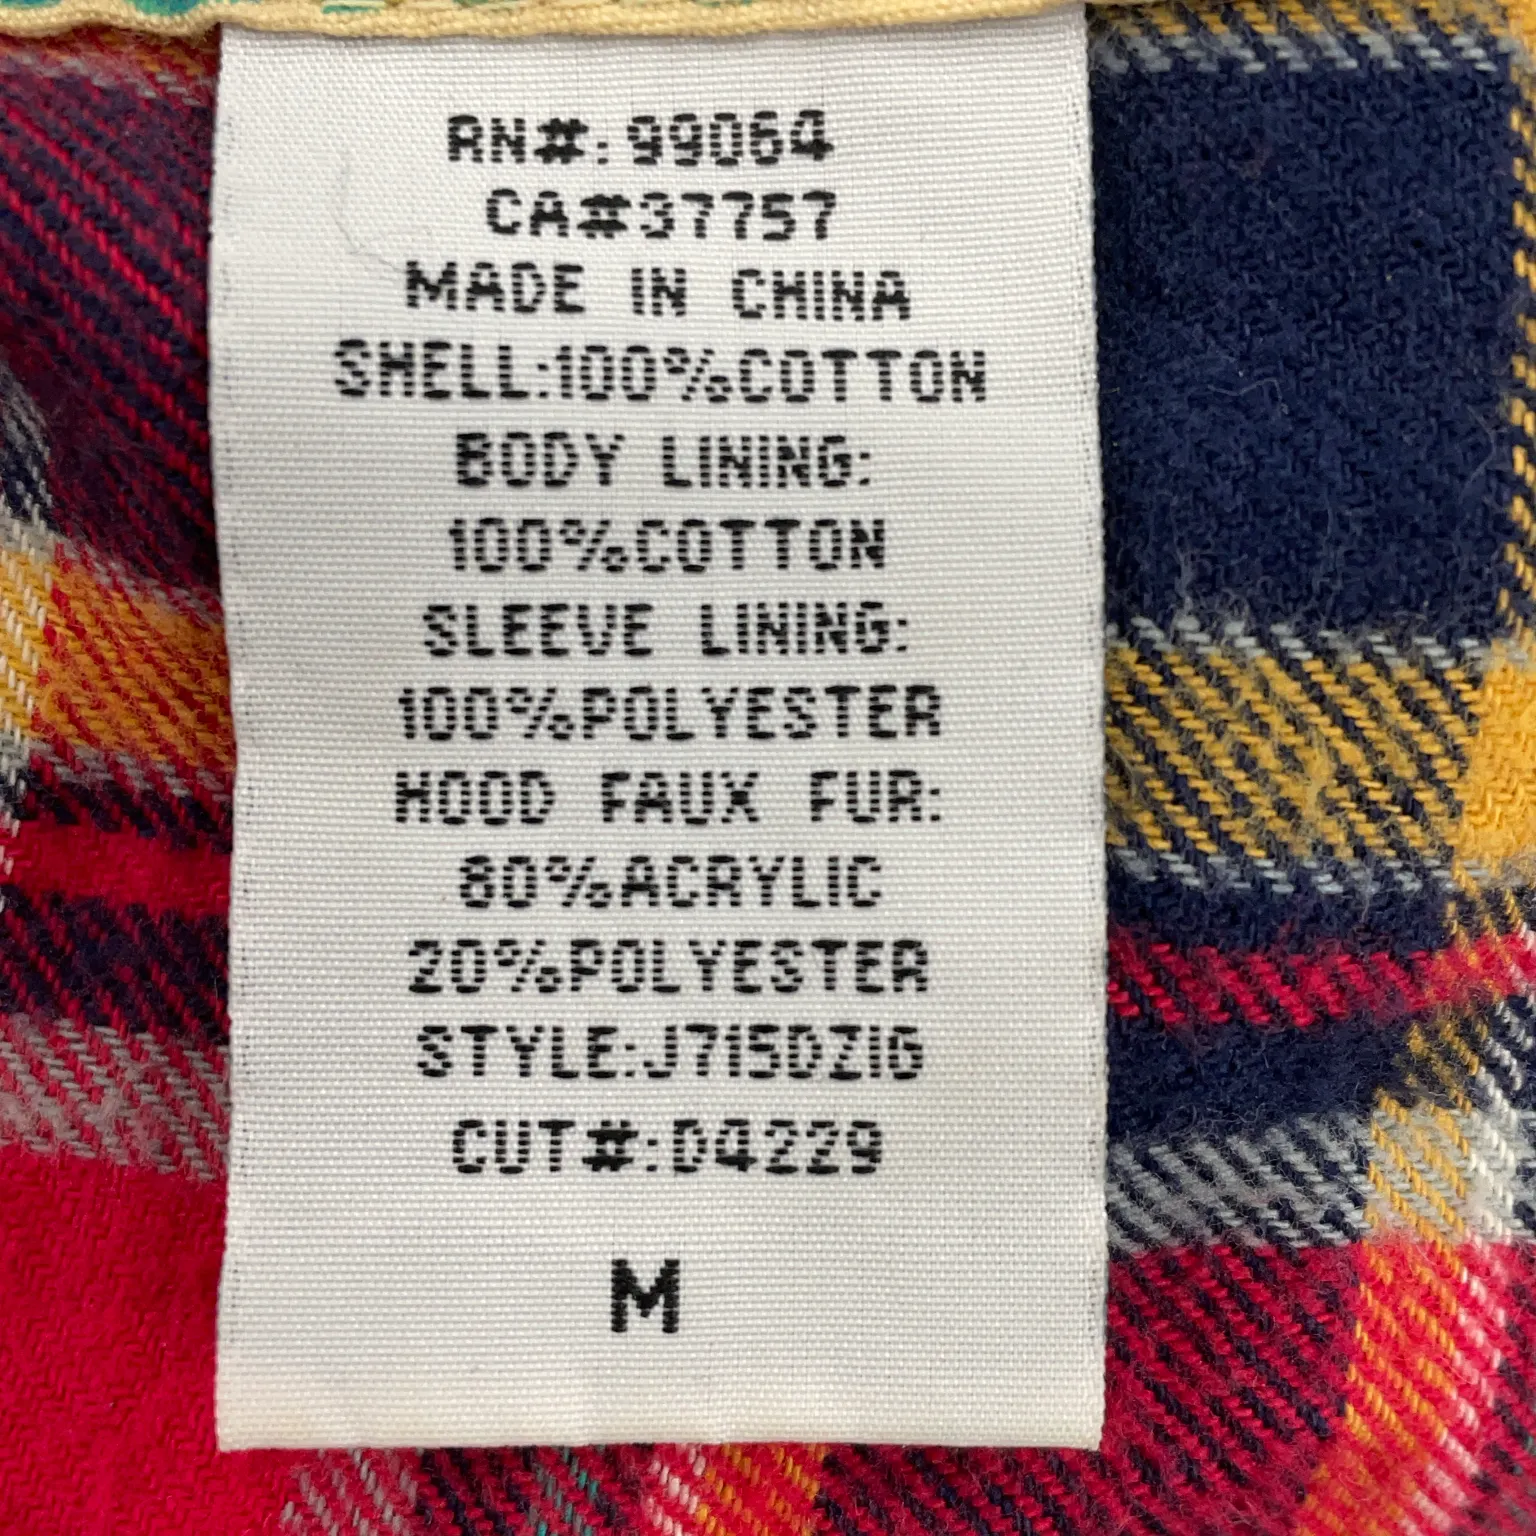 RN#: 99064
CA#37757
MADE IN CHINA
SHELL:100%COTTON
BODY LINING:
100%COTTON
SLEEVE LINING:
100%POLYESTER
HOOD FAUX FUR:
80%ACRYLIC
20%POLYESTER
STYLE:J715DZIG
CUT#:D4229
M